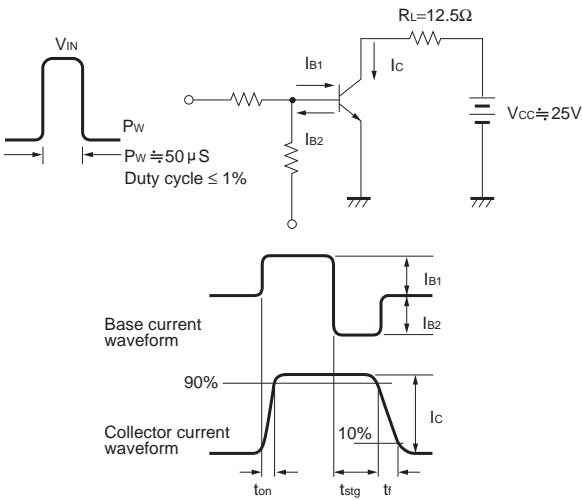 RL=12.5Ω
VIN
IB1
IC
PW
IB2
VCC≒25V
PW≒50μS
Duty cycle ≤ 1%
IB1
Base current
waveform
IB2
90%
Collector current
waveform
10%
IC
ton
tstg
tf